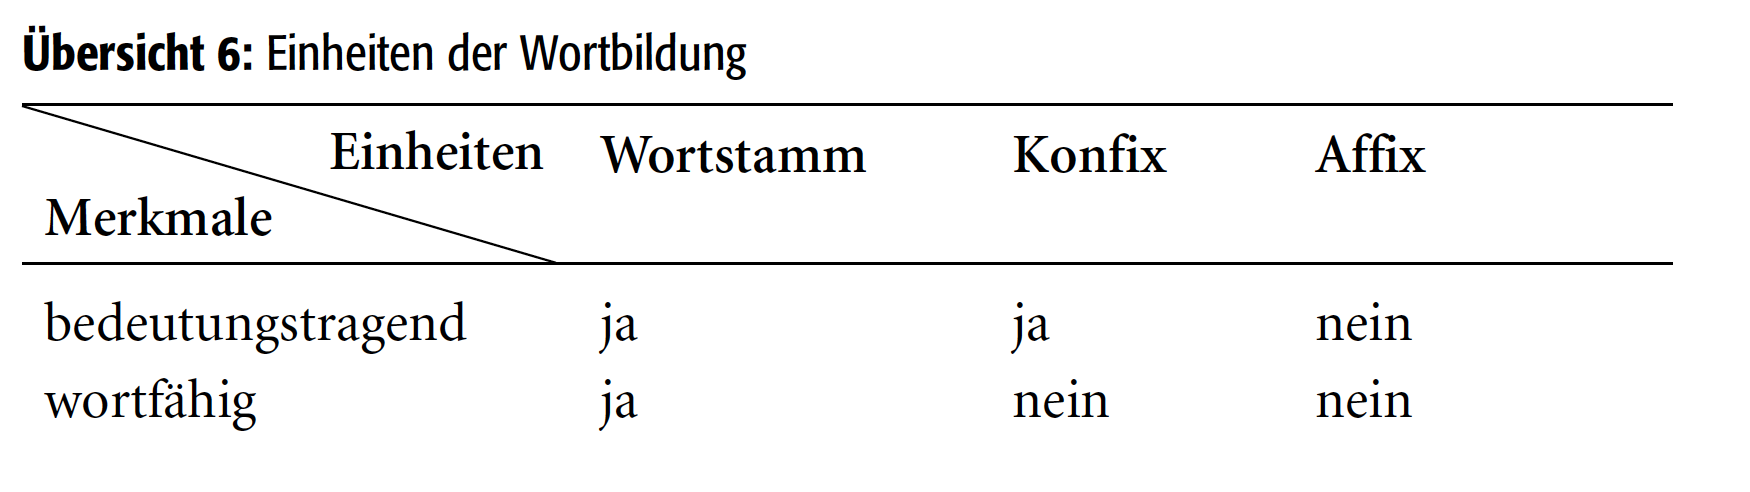 Übersicht 6: Einheiten der Wortbildung
Einheiten Wortstamm Konfix Affix
Merkmale
bedeutungstragend ja ja nein
wortfähig ja nein nein